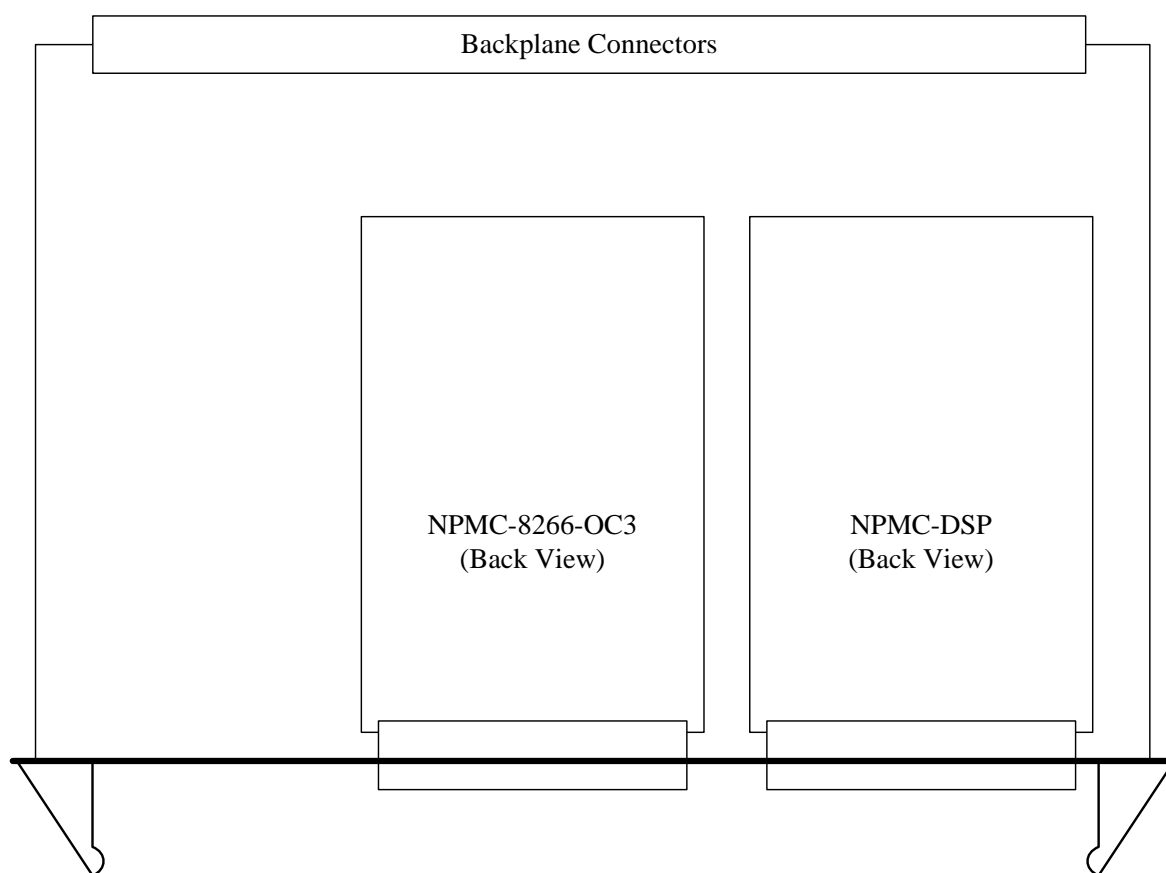 Backplane Connectors
NPMC-8266-OC3
(Back View)
NPMC-DSP
(Back View)